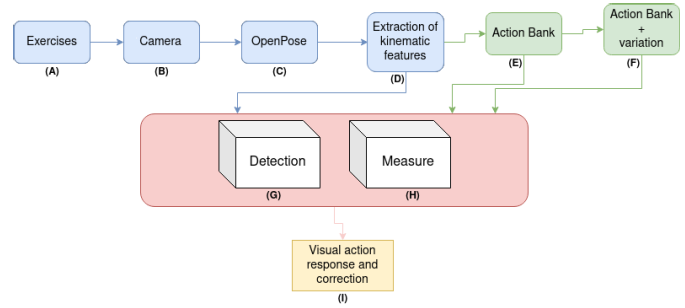 Exercises
(A)
Camera
(B)
OpenPose
(C)
Extraction of
kinematic
features
(D)
Action Bank
(E)
Action Bank
+
variation
(F)
Detection
(G)
Measure
(H)
Visual action
response and
correction
(I)